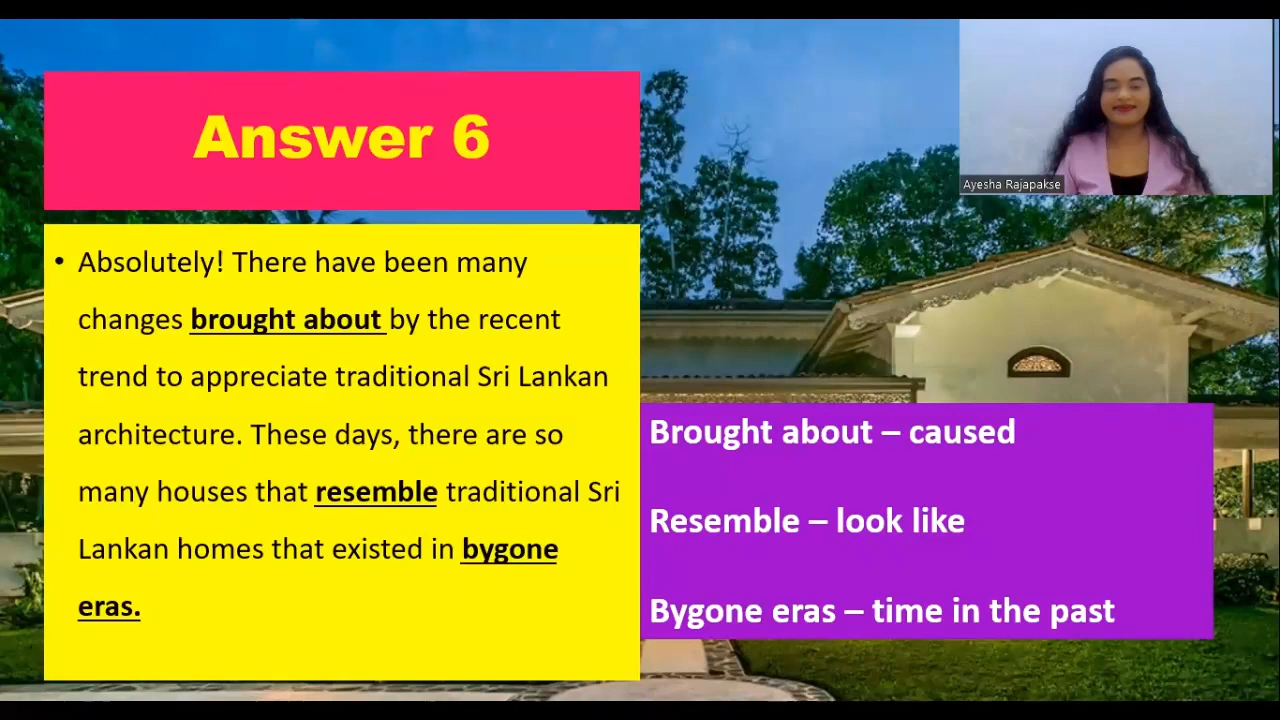 Answer 6
• Absolutely! There have been many
changes brought about by the recent
trend to appreciate traditional Sri Lankan
architecture. These days, there are so
many houses that resemble traditional Sri
Lankan homes that existed in bygone
eras.
Ayesha Rajapakse
Brought about – caused
Resemble – look like
Bygone eras – time in the past